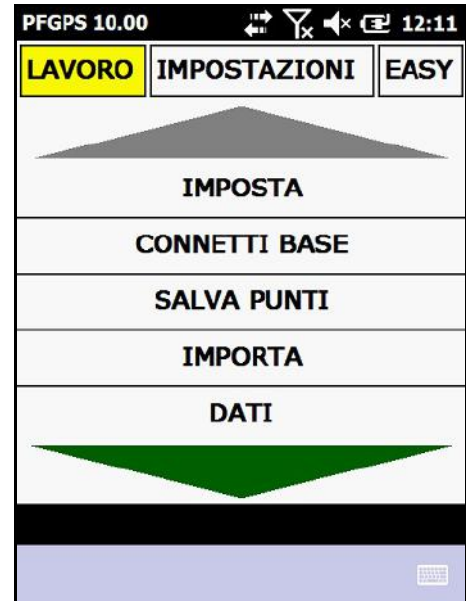 PFGPS 10.00 12:11
LAVORO IMPOSTAZIONI EASY
IMPOSTA
CONNETTI BASE
SALVA PUNTI
IMPORTA
DATI